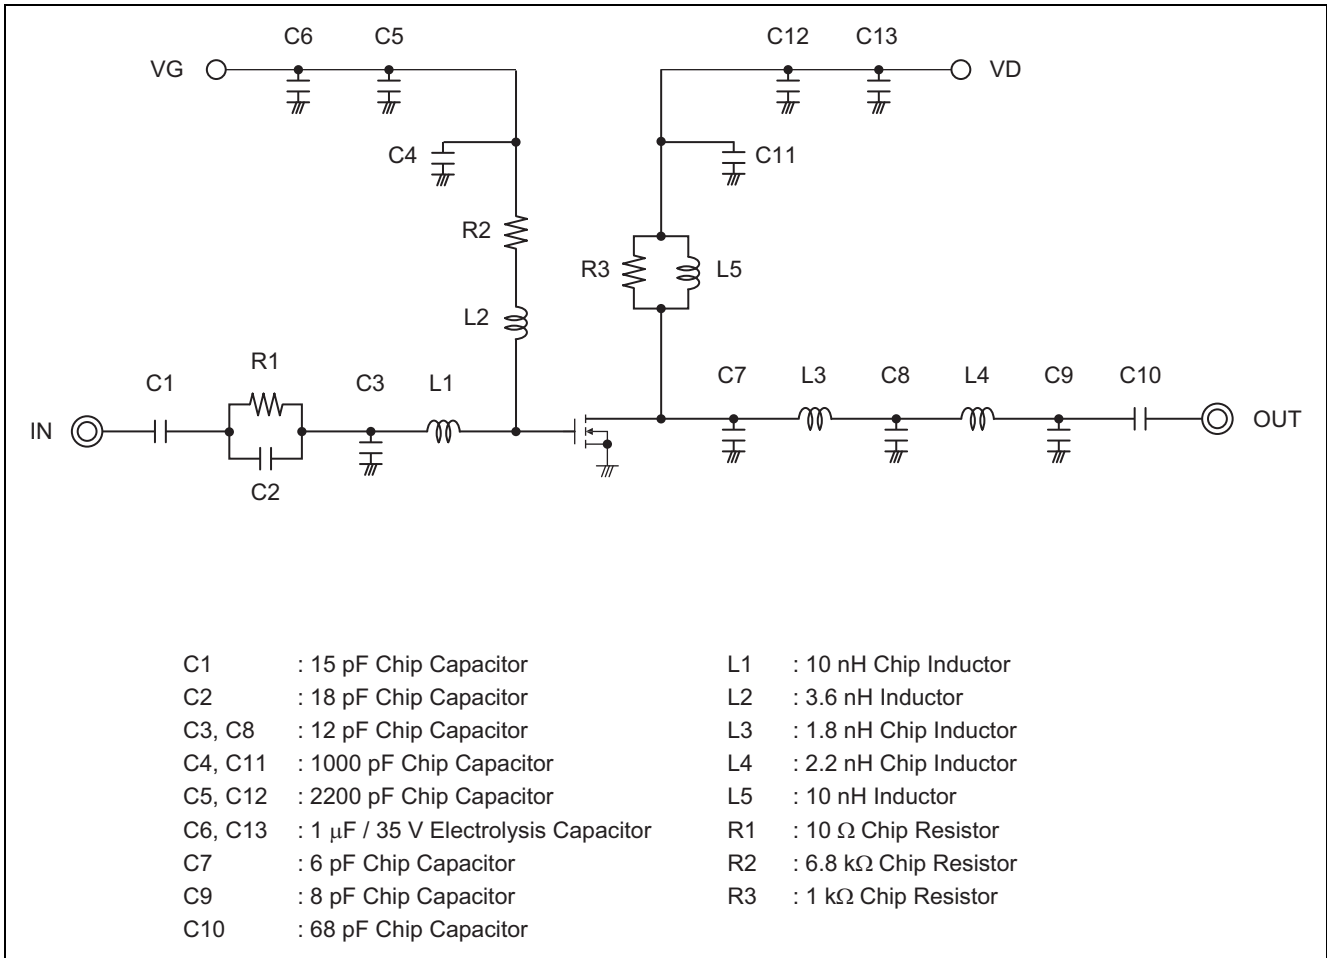 C6 C5 C12 C13
VG VD
C4 C11
R2
R3 L5
L2
R1
C1 C3 L1 C7 L3 C8 L4 C9 C10
IN OUT
C2
C1 : 15 pF Chip Capacitor
C2 : 18 pF Chip Capacitor
C3, C8 : 12 pF Chip Capacitor
C4, C11 : 1000 pF Chip Capacitor
C5, C12 : 2200 pF Chip Capacitor
C6, C13 : 1 μF / 35 V Electrolysis Capacitor
C7 : 6 pF Chip Capacitor
C9 : 8 pF Chip Capacitor
C10 : 68 pF Chip Capacitor
L1 : 10 nH Chip Inductor
L2 : 3.6 nH Inductor
L3 : 1.8 nH Chip Inductor
L4 : 2.2 nH Chip Inductor
L5 : 10 nH Inductor
R1 : 10 Ω Chip Resistor
R2 : 6.8 kΩ Chip Resistor
R3 : 1 kΩ Chip Resistor